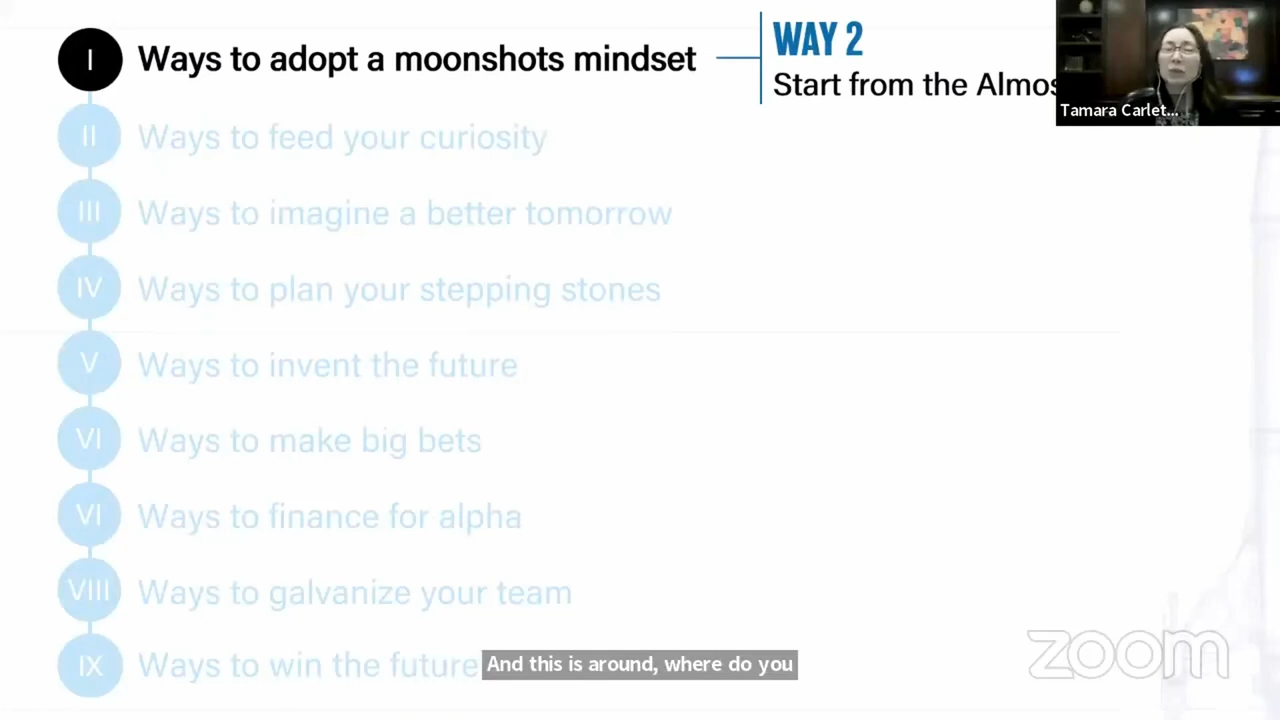 I Ways to adopt a moonshots mindset
WAY 2
Start from the Almos
Tamara Carlet...
II Ways to feed your curiosity
III Ways to imagine a better tomorrow
IV Ways to plan your stepping stones
V Ways to invent the future
VI Ways to make big bets
VI Ways to finance for alpha
VIII Ways to galvanize your team
IX Ways to win the future
And this is around, where do you
zoom